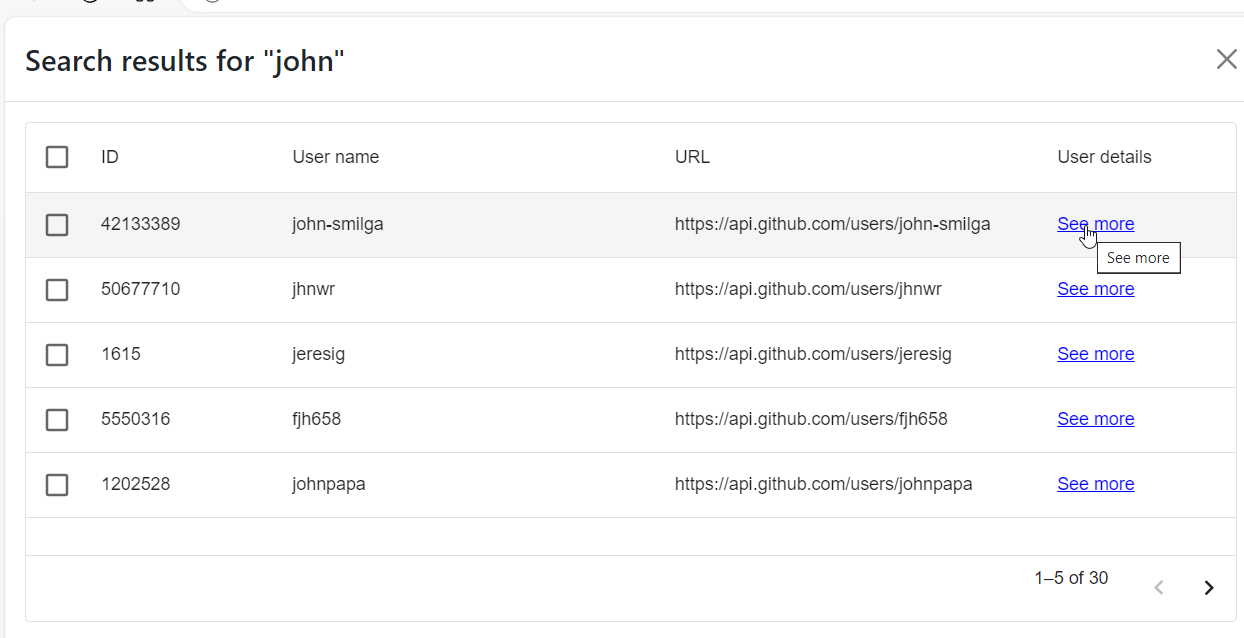 Search results for "john"
ID User name URL User details
42133389 john-smilga https://api.github.com/users/john-smilga See more
See more
50677710 jhnwr https://api.github.com/users/jhnwr See more
1615 jeresig https://api.github.com/users/jeresig See more
5550316 fjh658 https://api.github.com/users/fjh658 See more
1202528 johnpapa https://api.github.com/users/johnpapa See more
1–5 of 30